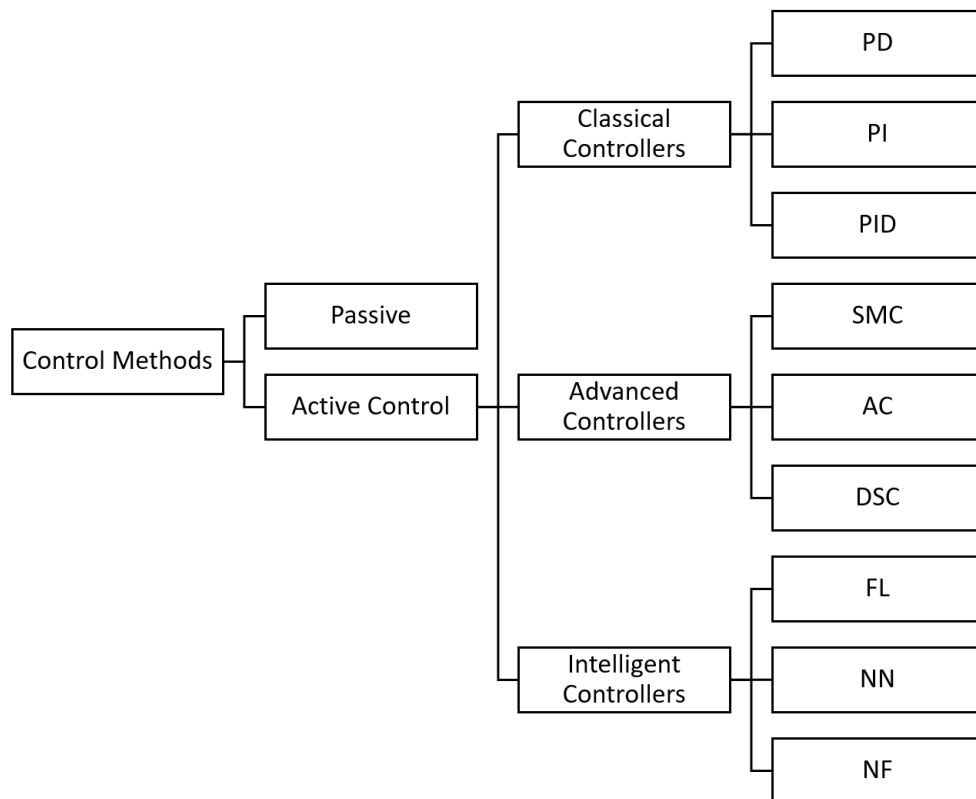 Control Methods
Passive
Active Control
Classical
Controllers
PD
PI
PID
Advanced
Controllers
SMC
AC
DSC
Intelligent
Controllers
FL
NN
NF